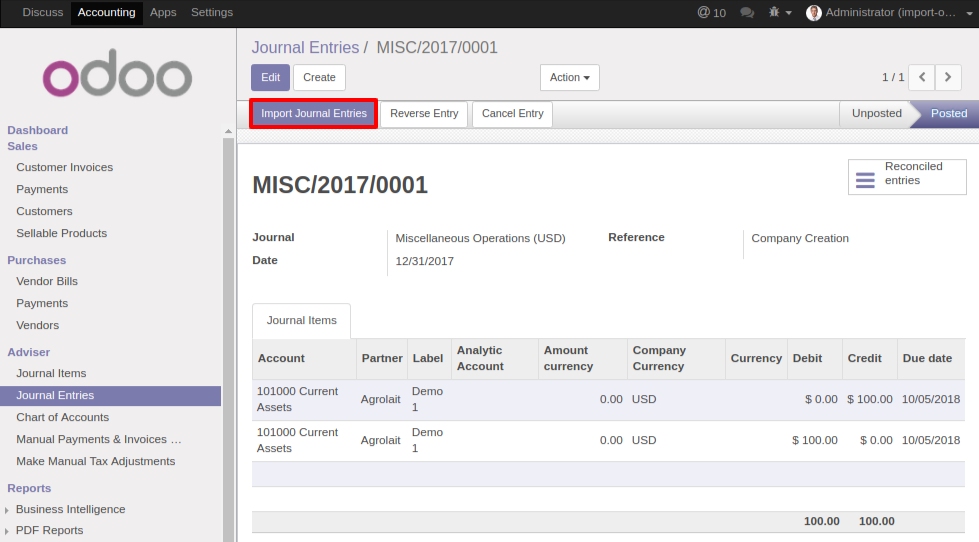 Discuss Accounting Apps Settings @ 10 Administrator (import-o...
odoo
Journal Entries / MISC/2017/0001
Edit Create Action 1 / 1
Import Journal Entries Reverse Entry Cancel Entry Unposted Posted
Dashboard
Sales
Customer Invoices
Payments
Customers
Sellable Products
Purchases
Vendor Bills
Payments
Vendors
Adviser
Journal Items
Journal Entries
Chart of Accounts
Manual Payments & Invoices ...
Make Manual Tax Adjustments
Reports
Business Intelligence
PDF Reports
Reconciled
entries
MISC/2017/0001
Journal Miscellaneous Operations (USD) Reference Company Creation
Date 12/31/2017
Journal Items
Account Partner Label Analytic Account Amount currency Company Currency Currency Debit Credit Due date
101000 Current Assets Agrolait Demo 1 0.00 USD $ 0.00 $ 100.00 10/05/2018
101000 Current Assets Agrolait Demo 1 0.00 USD $ 100.00 $ 0.00 10/05/2018
100.00 100.00